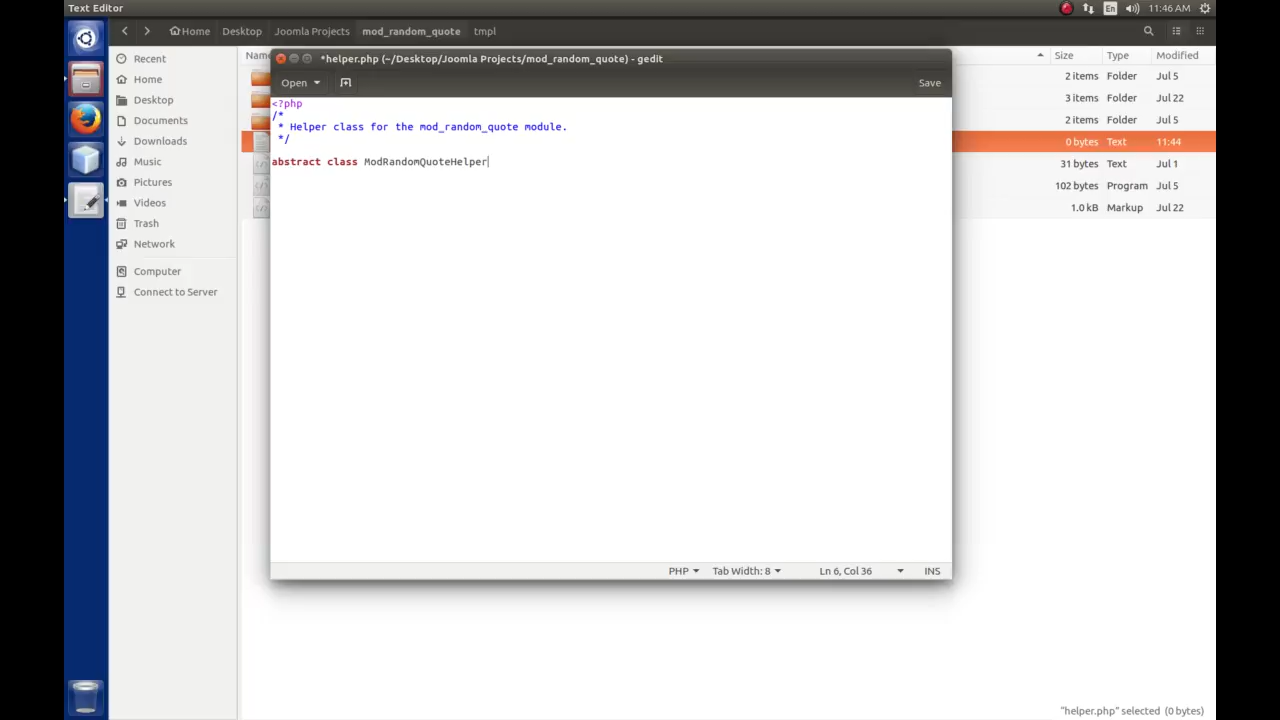 Text Editor
En
11:46 AM
Home
Desktop
Joomla Projects
mod_random_quote
tmpl
Recent
Home
Desktop
Documents
Downloads
Music
Pictures
Videos
Trash
Network
Computer
Connect to Server
Size
Type
Modified
2 items Folder Jul 5
3 items Folder Jul 22
2 items Folder Jul 5
0 bytes Text 11:44
31 bytes Text Jul 1
102 bytes Program Jul 5
1.0 kB Markup Jul 22
*helper.php (~/Desktop/Joomla Projects/mod_random_quote) - gedit
Open
Save
<?php
/*
* Helper class for the mod_random_quote module.
*/
abstract class ModRandomQuoteHelper
PHP
Tab Width: 8
Ln 6, Col 36
INS
"helper.php" selected (0 bytes)